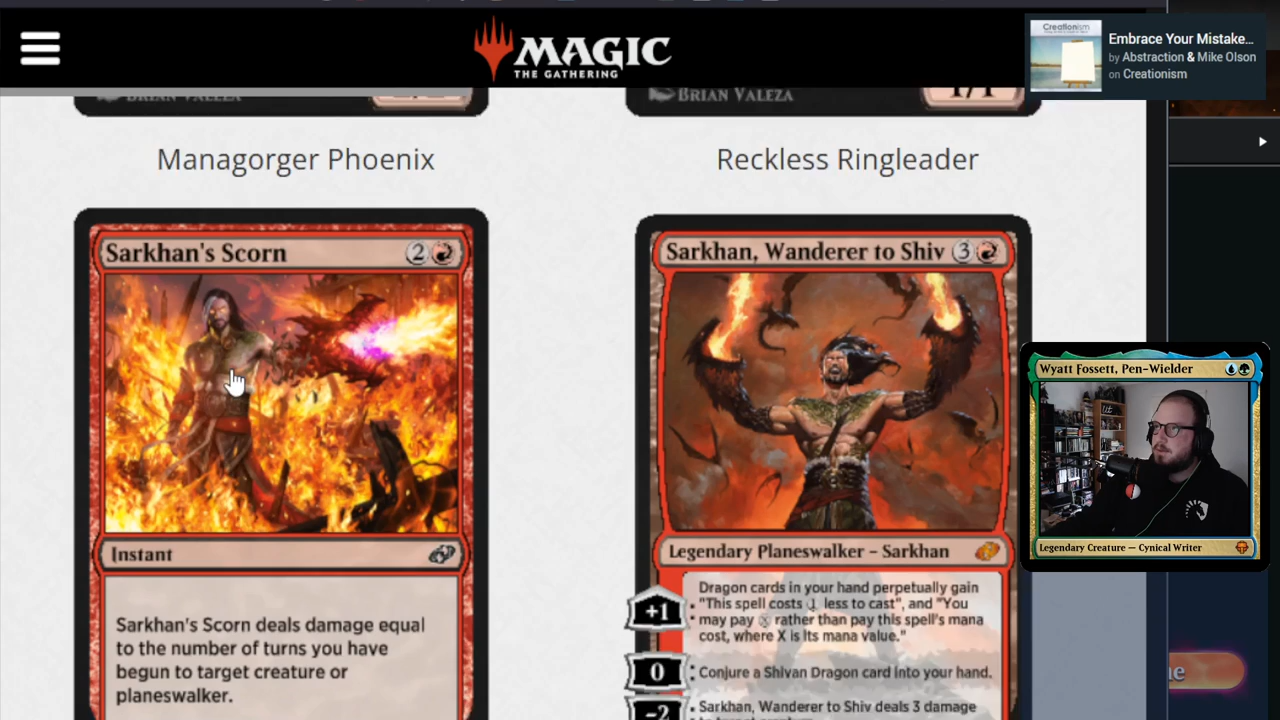 MAGIC
THE GATHERING
Embrace Your Mistake...
by Abstraction & Mike Olson
on Creationism
Creationism
BRIAN VALEZA
BRIAN VALEZA
1/1
Managorger Phoenix
Reckless Ringleader
Sarkhan's Scorn 2
Sarkhan, Wanderer to Shiv 3
Instant
Legendary Planeswalker – Sarkhan
Sarkhan's Scorn deals damage equal
to the number of turns you have
begun to target creature or
planeswalker.
+1
Dragon cards in your hand perpetually gain
"This spell costs 1 less to cast", and "You
may pay X rather than pay this spell's mana
cost, where X is its mana value."
0
: Conjure a Shivan Dragon card into your hand.
-2
: Sarkhan, Wanderer to Shiv deals 3 damage
Wyatt Fossett, Pen-Wielder
Legendary Creature — Cynical Writer